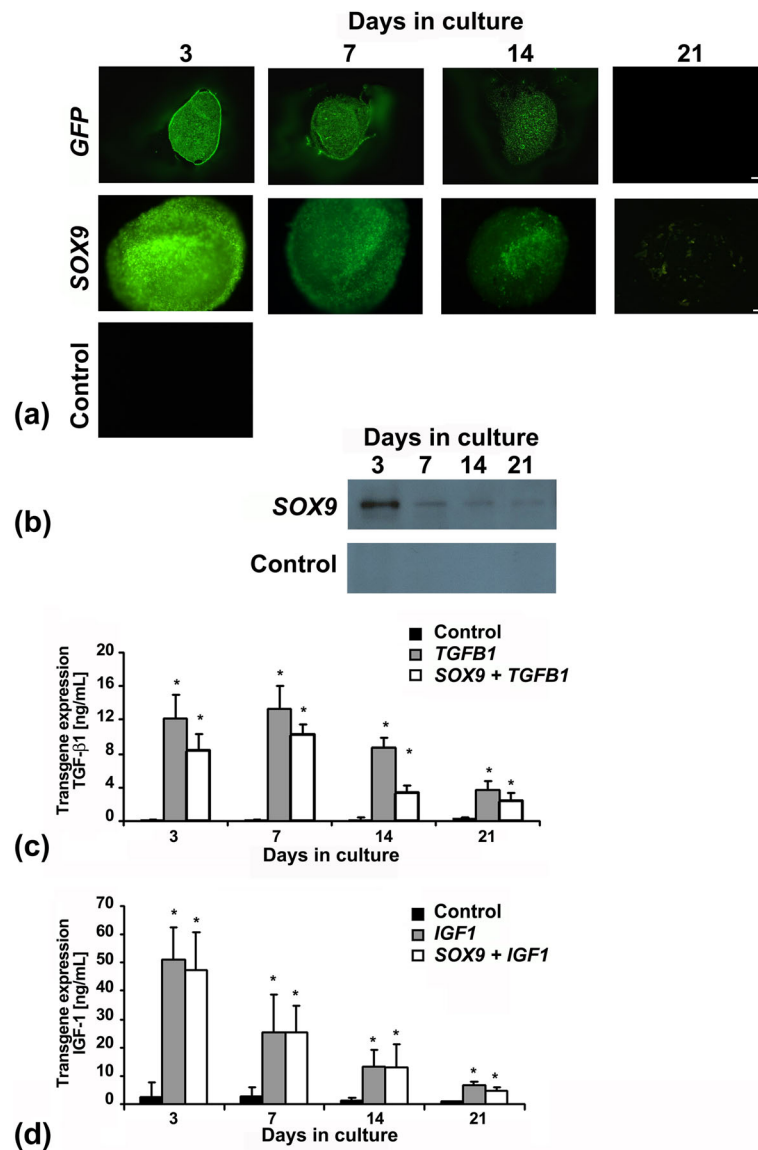 Days in culture
3 7 14 21
GFP
SOX9
Control
(a)
Days in culture
3 7 14 21
SOX9
Control
(b)
Control
TGFB1
SOX9 + TGFB1
Transgene expression
TGF-β1 [ng/mL]
20
16
12
8
4
0
* * * * * * * *
3 7 14 21
Days in culture
(c)
Control
IGF1
SOX9 + IGF1
Transgene expression
IGF-1 [ng/mL]
70
60
50
40
30
20
10
0
* * * * * * * *
3 7 14 21
Days in culture
(d)